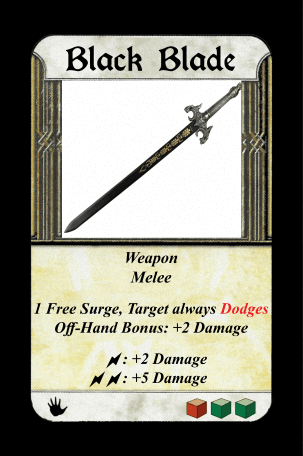 Black Blade
Weapon
Melee
1 Free Surge, Target always Dodges
Off-Hand Bonus: +2 Damage
: +2 Damage
: +5 Damage